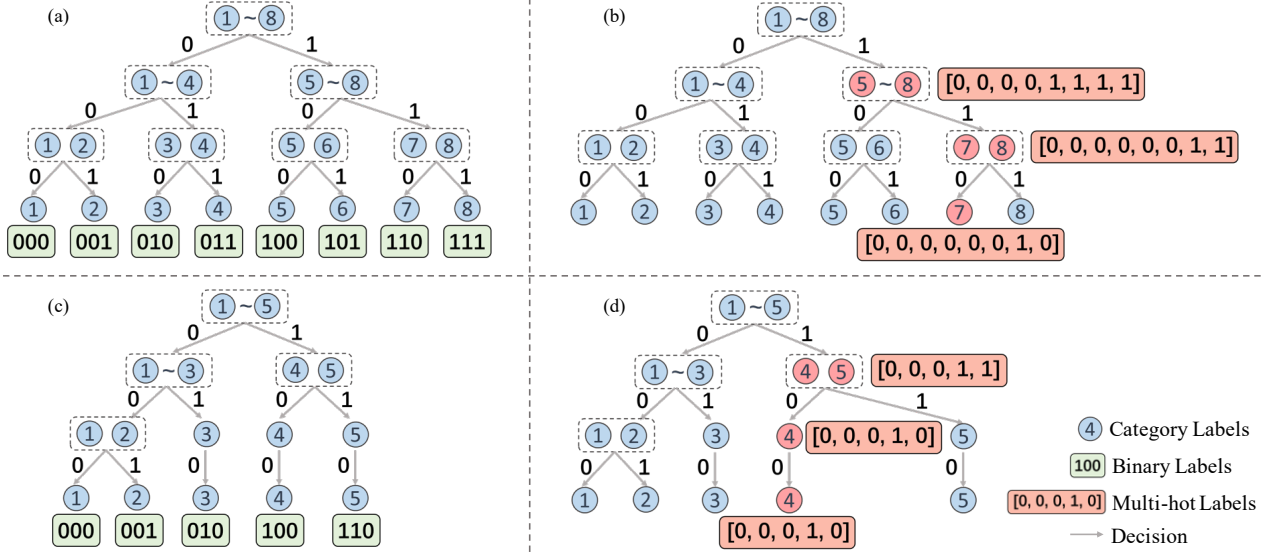 (a)
1 ~ 8
0 1
1 ~ 4 5 ~ 8
0 1 0 1
1 2 3 4 5 6 7 8
0 1 0 1 0 1 0 1
1 2 3 4 5 6 7 8
000 001 010 011 100 101 110 111
(b)
1 ~ 8
0 1
1 ~ 4 5 ~ 8 [0, 0, 0, 0, 1, 1, 1, 1]
0 1 0 1
1 2 3 4 5 6 7 8 [0, 0, 0, 0, 0, 0, 1, 1]
0 1 0 1 0 1 0 1
1 2 3 4 5 6 7 8
[0, 0, 0, 0, 0, 0, 1, 0]
(c)
1 ~ 5
0 1
1 ~ 3 4 5
0 1 0 1
1 2 3 4 5
0 1 0 0 0
1 2 3 4 5
000 001 010 100 110
(d)
1 ~ 5
0 1
1 ~ 3 4 5 [0, 0, 0, 1, 1]
0 1 0 1
1 2 3 4 [0, 0, 0, 1, 0] 5
0 1 0 0 0
1 2 3 4 5
[0, 0, 0, 1, 0]
4 Category Labels
100 Binary Labels
[0, 0, 0, 1, 0] Multi-hot Labels
Decision